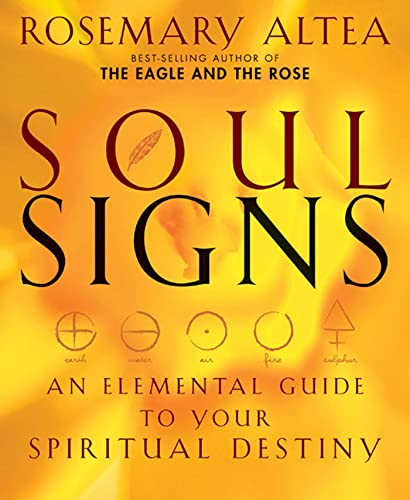 ROSEMARY ALTEA
BEST-SELLING AUTHOR OF
THE EAGLE AND THE ROSE
SOUL
SIGNS
earth water air fire sulphur
AN ELEMENTAL GUIDE
TO YOUR
SPIRITUAL DESTINY